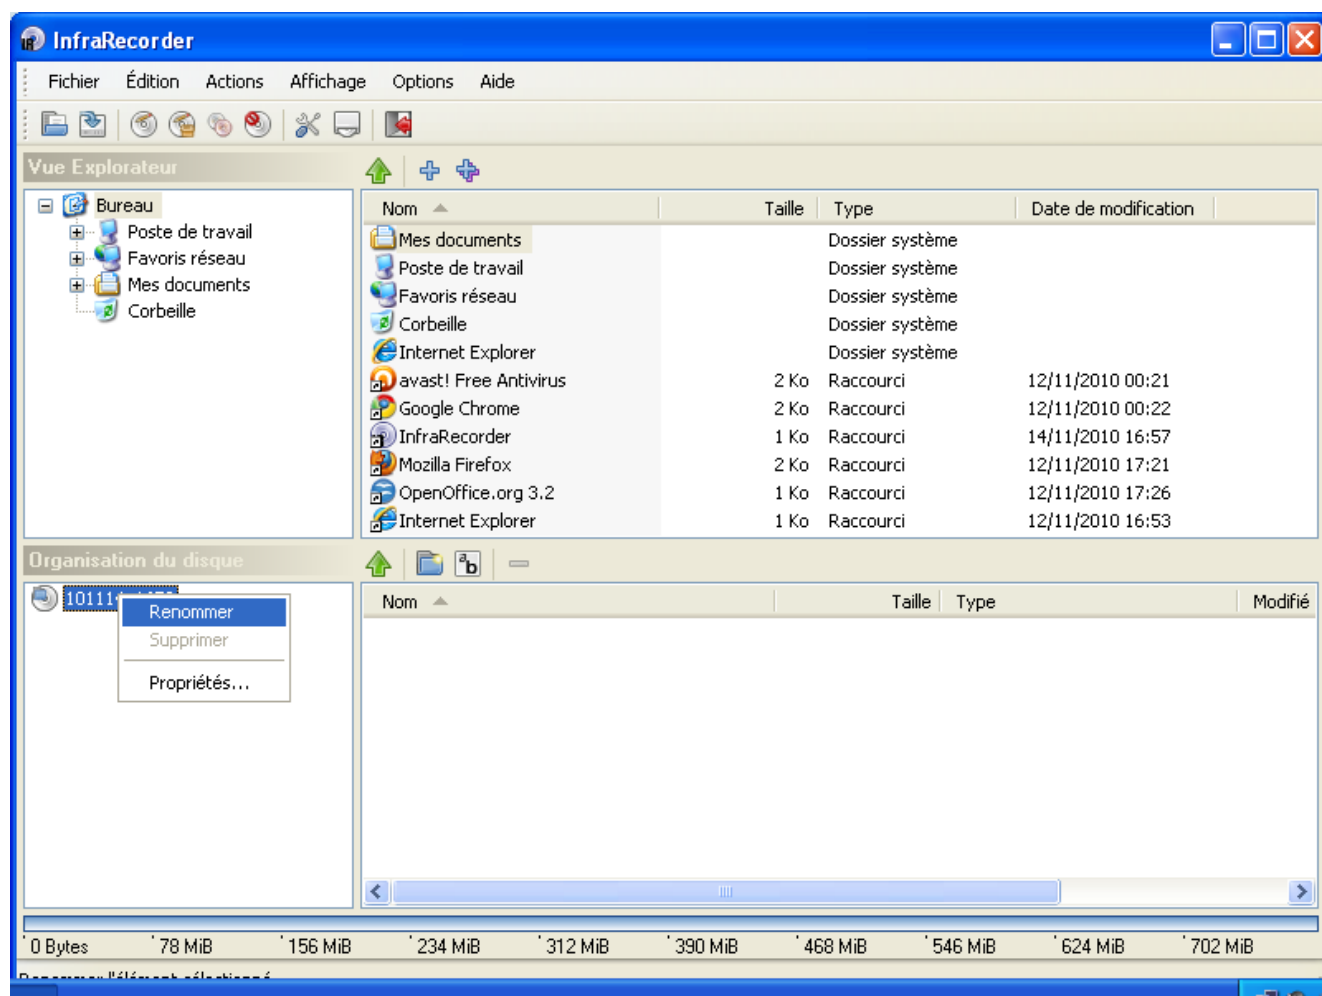 InfraRecorder
Fichier Édition Actions Affichage Options Aide
Vue Explorateur
Bureau
Poste de travail
Favoris réseau
Mes documents
Corbeille
Nom Taille Type Date de modification
Mes documents Dossier système
Poste de travail Dossier système
Favoris réseau Dossier système
Corbeille Dossier système
Internet Explorer Dossier système
avast! Free Antivirus 2 Ko Raccourci 12/11/2010 00:21
Google Chrome 2 Ko Raccourci 12/11/2010 00:22
InfraRecorder 1 Ko Raccourci 14/11/2010 16:57
Mozilla Firefox 2 Ko Raccourci 12/11/2010 17:21
OpenOffice.org 3.2 1 Ko Raccourci 12/11/2010 17:26
Internet Explorer 1 Ko Raccourci 12/11/2010 16:53
Organisation du disque
Renommer
Supprimer
Propriétés...
Nom Taille Type Modifié
0 Bytes 78 MiB 156 MiB 234 MiB 312 MiB 390 MiB 468 MiB 546 MiB 624 MiB 702 MiB
Renommer l'élément sélectionné